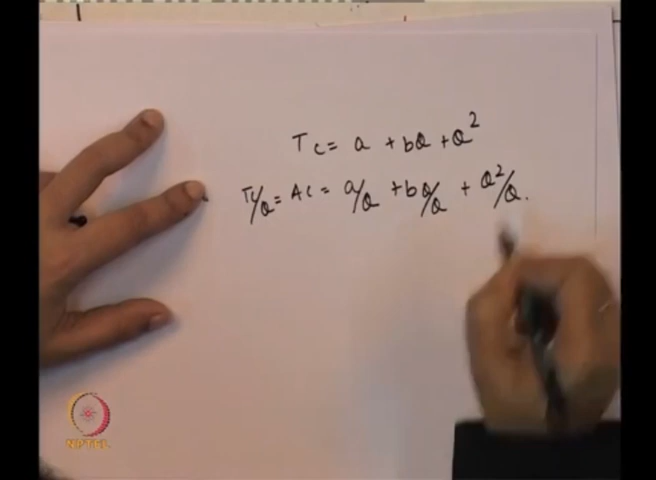 Tc = a + bQ + Q²
TC/Q = AC = a/Q + bQ/Q + Q²/Q.
NPTEL